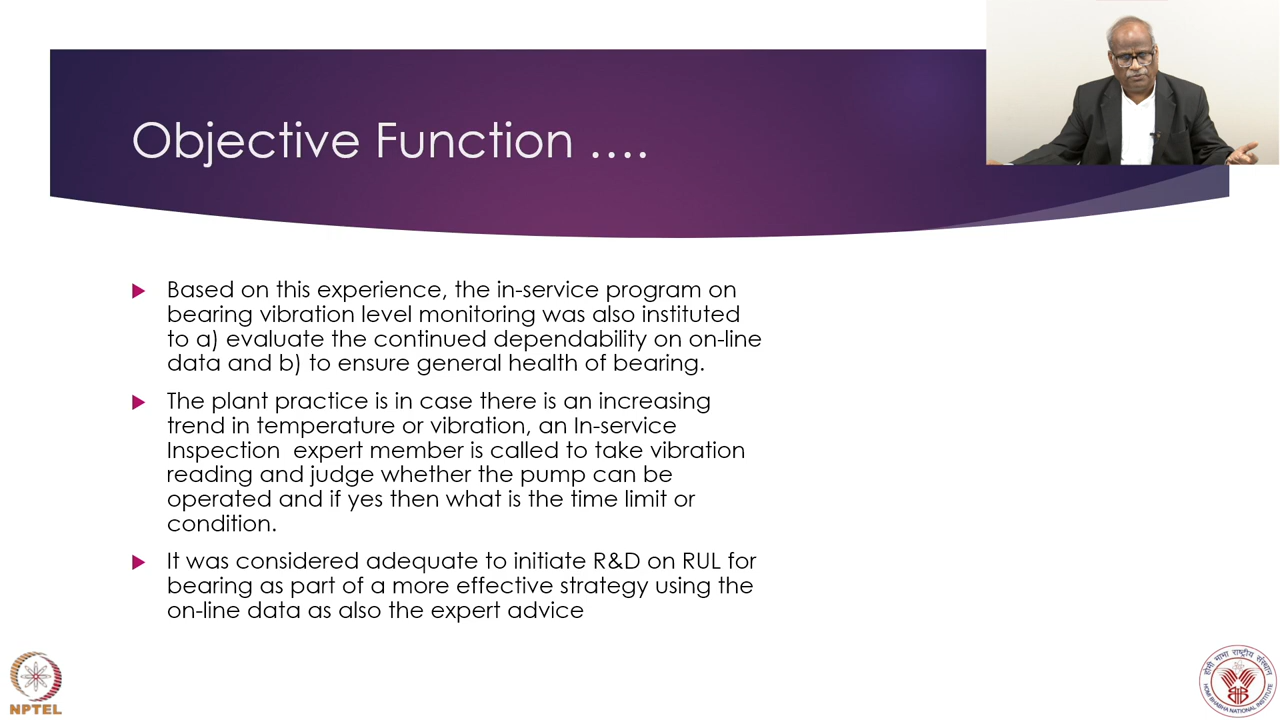 Objective Function ....
Based on this experience, the in-service program on
bearing vibration level monitoring was also instituted
to a) evaluate the continued dependability on on-line
data and b) to ensure general health of bearing.
The plant practice is in case there is an increasing
trend in temperature or vibration, an In-service
Inspection expert member is called to take vibration
reading and judge whether the pump can be
operated and if yes then what is the time limit or
condition.
It was considered adequate to initiate R&D on RUL for
bearing as part of a more effective strategy using the
on-line data as also the expert advice
NPTEL
होमी भाभा राष्ट्रीय संस्थान
HOMI BHABHA NATIONAL INSTITUTE